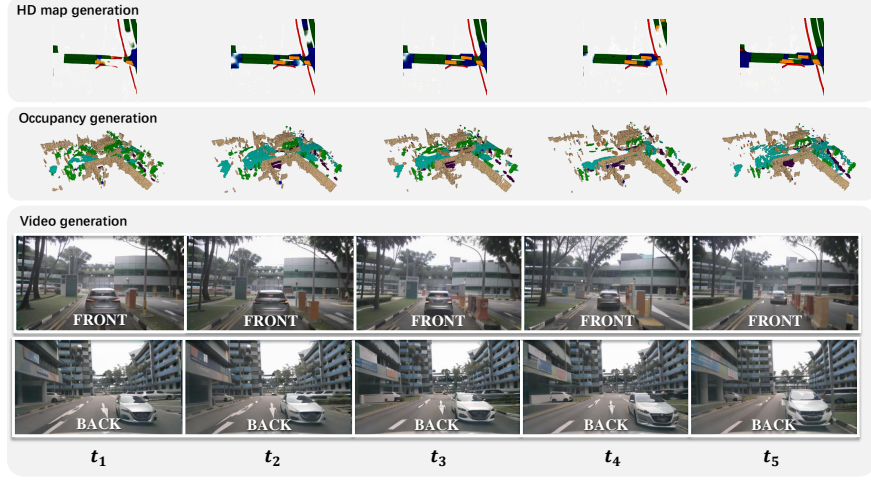 HD map generation
Occupancy generation
Video generation
FRONT FRONT FRONT FRONT FRONT
BACK BACK BACK BACK BACK
t₁ t₂ t₃ t₄ t₅